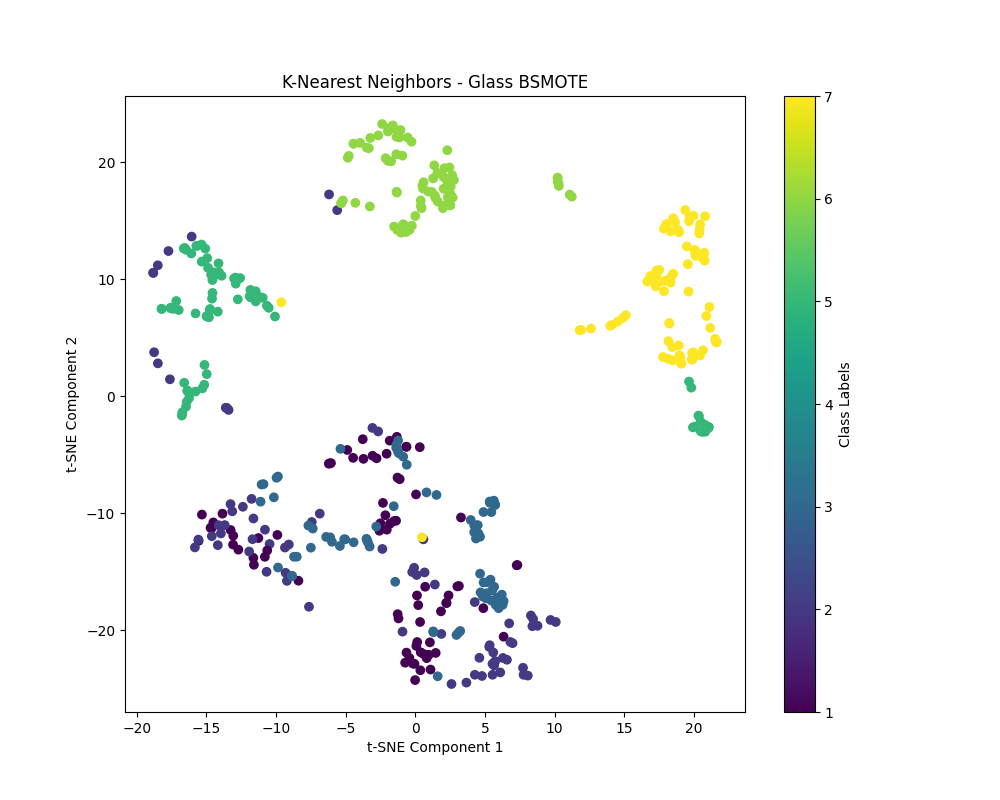 K-Nearest Neighbors - Glass BSMOTE
t-SNE Component 2
20
10
0
−10
−20
−20 −15 −10 −5 0 5 10 15 20
t-SNE Component 1
7
6
5
4
3
2
1
Class Labels